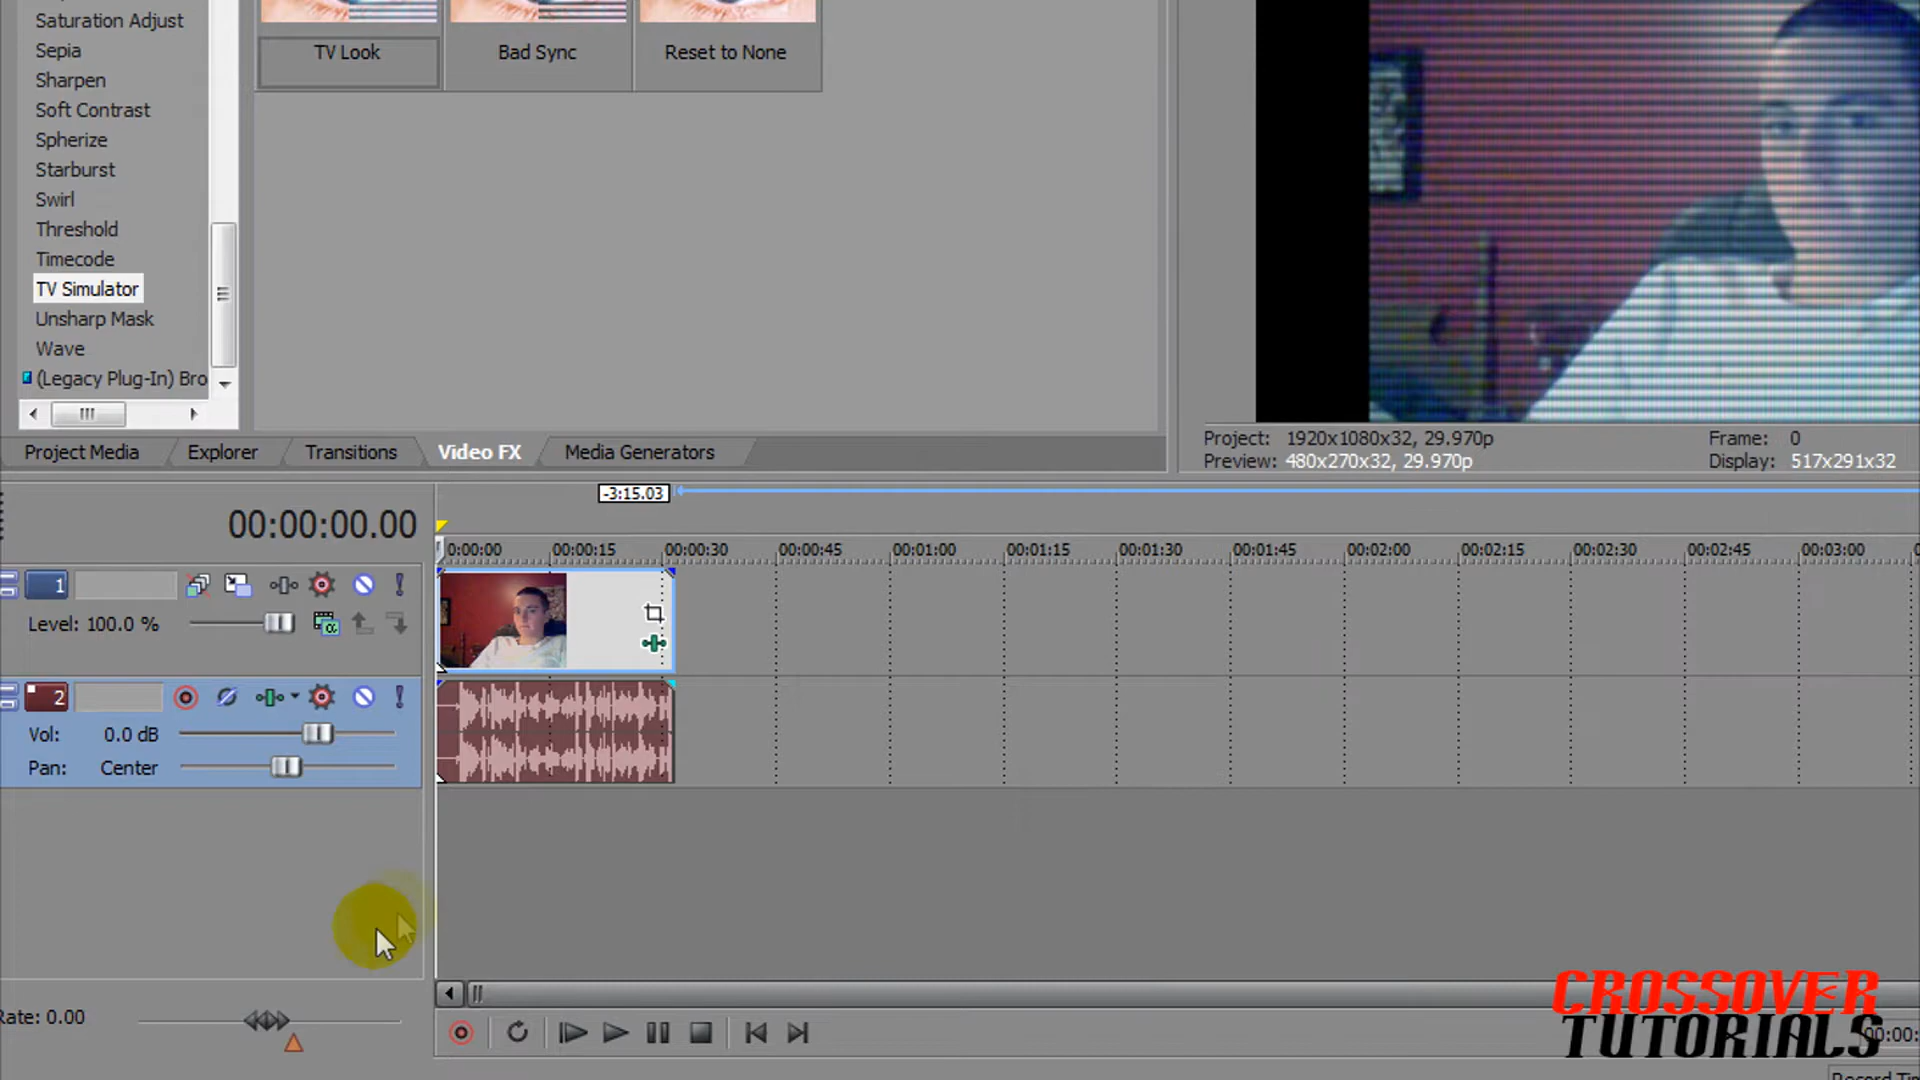 Saturation Adjust
Sepia
Sharpen
Soft Contrast
Spherize
Starburst
Swirl
Threshold
Timecode
TV Simulator
Unsharp Mask
Wave
(Legacy Plug-In) Bro
TV Look
Bad Sync
Reset to None
Project Media
Explorer
Transitions
Video FX
Media Generators
Project: 1920x1080x32, 29.970p
Preview: 480x270x32, 29.970p
Frame: 0
Display: 517x291x32
-3:15.03
00:00:00.00
0:00:00 00:00:15 00:00:30 00:00:45 00:01:00 00:01:15 00:01:30 00:01:45 00:02:00 00:02:15 00:02:30 00:02:45 00:03:00
1
Level: 100.0 %
2
Vol: 0.0 dB
Pan: Center
Rate: 0.00
CROSSOVER
TUTORIALS
00:00: